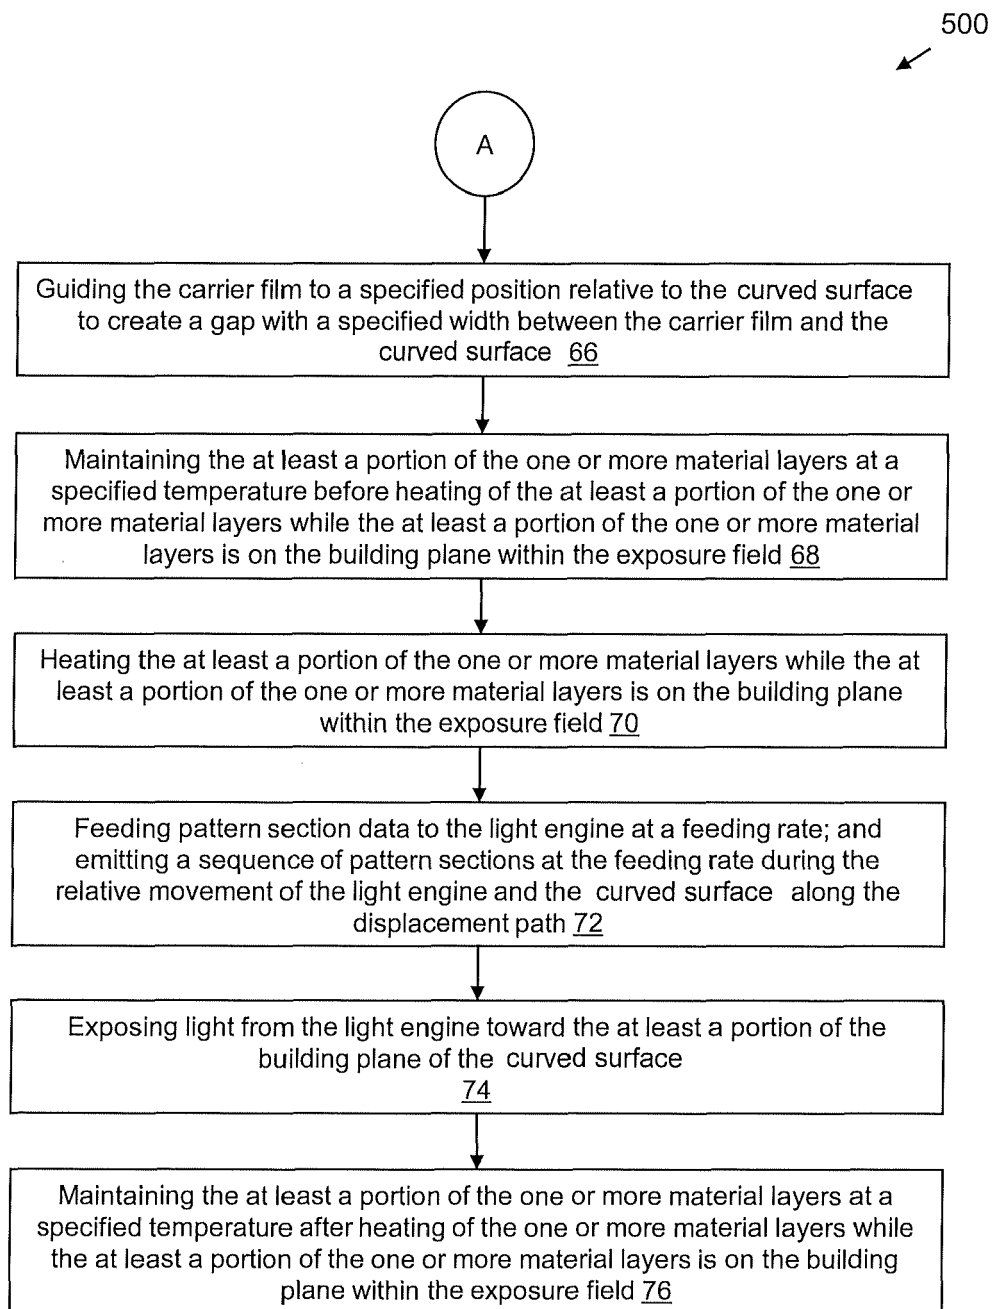 500
A
Guiding the carrier film to a specified position relative to the curved surface
to create a gap with a specified width between the carrier film and the
curved surface 66
Maintaining the at least a portion of the one or more material layers at a
specified temperature before heating of the at least a portion of the one or
more material layers while the at least a portion of the one or more material
layers is on the building plane within the exposure field 68
Heating the at least a portion of the one or more material layers while the at
least a portion of the one or more material layers is on the building plane
within the exposure field 70
Feeding pattern section data to the light engine at a feeding rate; and
emitting a sequence of pattern sections at the feeding rate during the
relative movement of the light engine and the curved surface along the
displacement path 72
Exposing light from the light engine toward the at least a portion of the
building plane of the curved surface
74
Maintaining the at least a portion of the one or more material layers at a
specified temperature after heating of the one or more material layers while
the at least a portion of the one or more material layers is on the building
plane within the exposure field 76